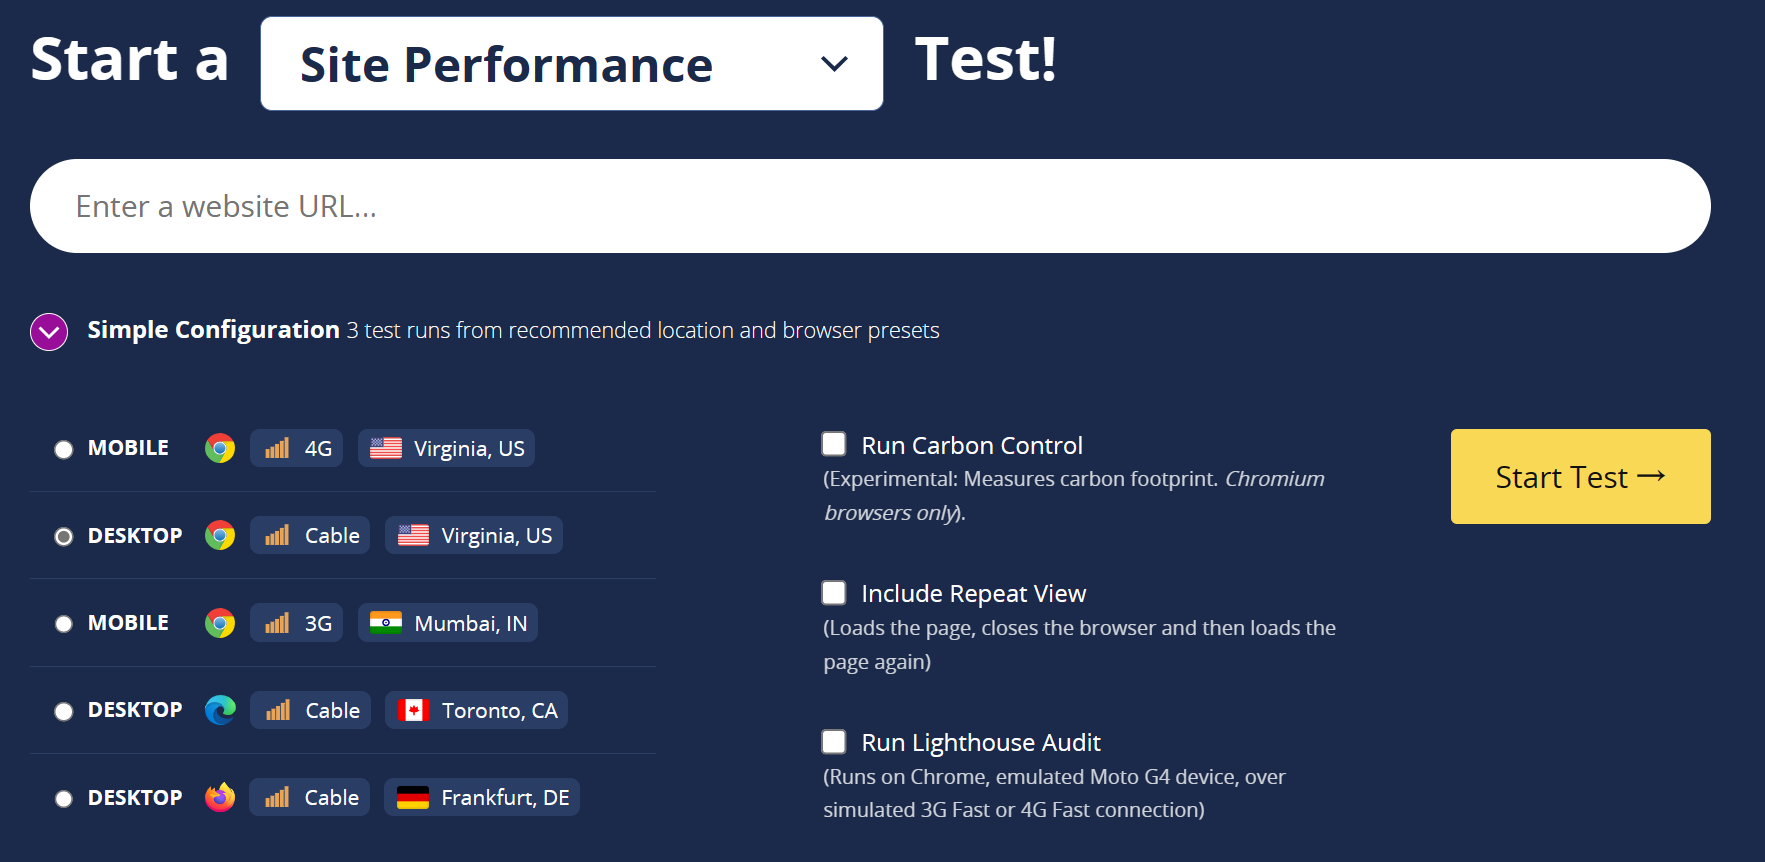 Start a Site Performance Test!
Enter a website URL...
Simple Configuration 3 test runs from recommended location and browser presets
MOBILE 4G Virginia, US
DESKTOP Cable Virginia, US
MOBILE 3G Mumbai, IN
DESKTOP Cable Toronto, CA
DESKTOP Cable Frankfurt, DE
Run Carbon Control
(Experimental: Measures carbon footprint. Chromium
browsers only).
Include Repeat View
(Loads the page, closes the browser and then loads the
page again)
Run Lighthouse Audit
(Runs on Chrome, emulated Moto G4 device, over
simulated 3G Fast or 4G Fast connection)
Start Test →